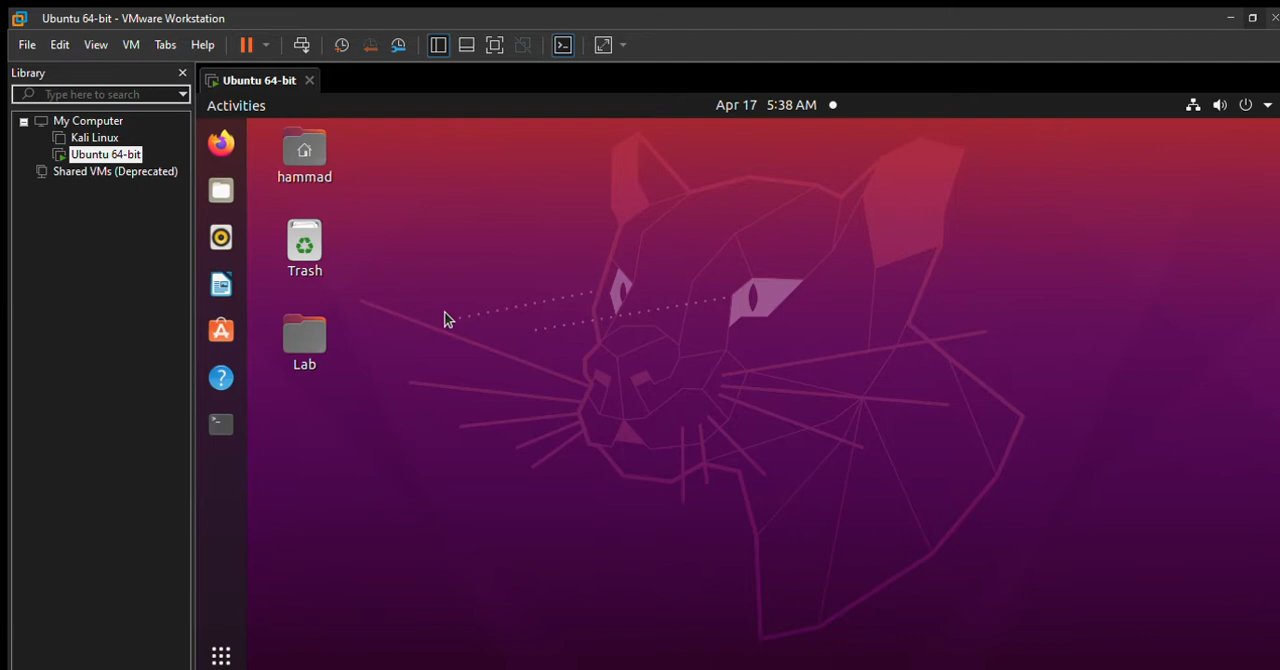 Ubuntu 64-bit - VMware Workstation
File Edit View VM Tabs Help
Library
Type here to search
My Computer
Kali Linux
Ubuntu 64-bit
Shared VMs (Deprecated)
Ubuntu 64-bit
Activities
Apr 17 5:38 AM
hammad
Trash
Lab